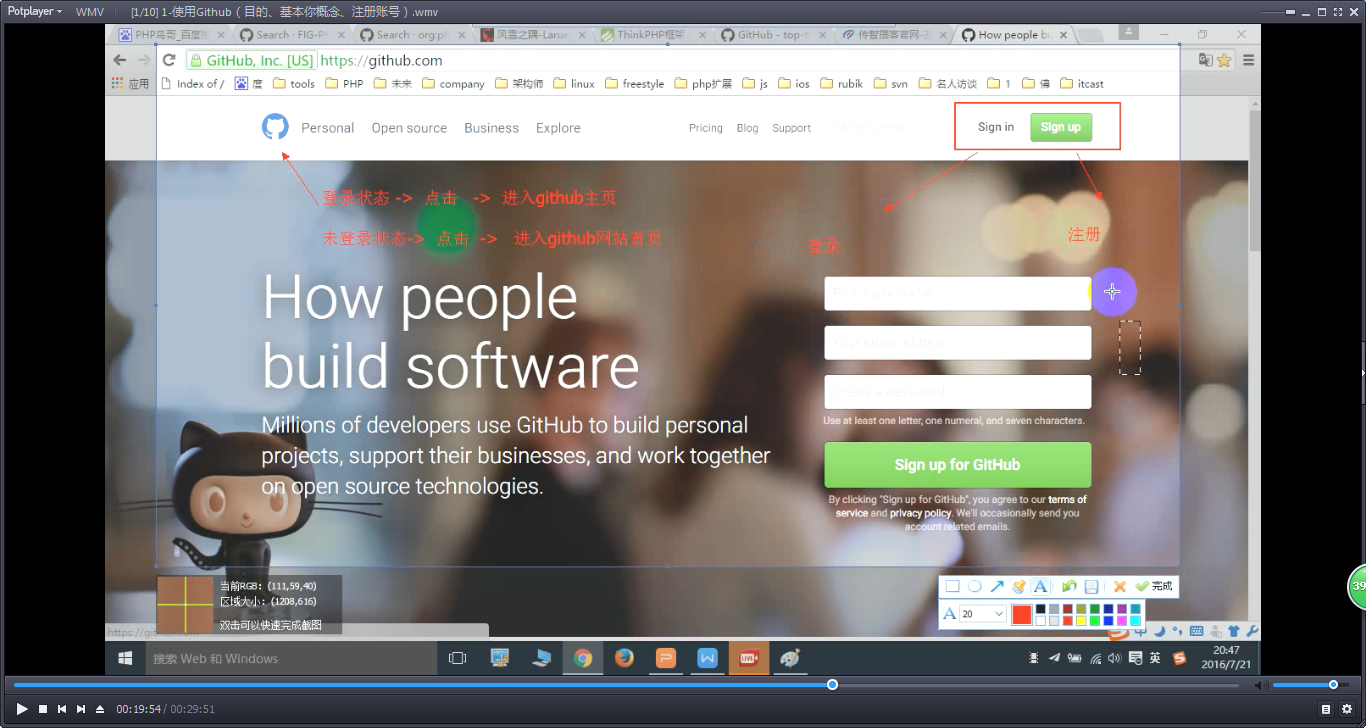 Potplayer WMV [1/10] 1-使用Github（目的、基本你概念、注册账号）.wmv
PHP鸟哥_百度搜 Search · FIG-P Search · org:pl 风雪之隅-Larue ThinkPHP框架 GitHub - top-t 传智播客官网-高 How people bu
GitHub, Inc. [US] https://github.com
应用 Index of / 度 tools PHP 未来 company 架构师 linux freestyle php扩展 js ios rubik svn 名人访谈 1 佛 itcast
Personal Open source Business Explore Pricing Blog Support Sign in Sign up
登录状态 -> 点击 -> 进入github主页
未登录状态-> 点击 -> 进入github网站首页
登录
注册
How people
build software
Millions of developers use GitHub to build personal
projects, support their businesses, and work together
on open source technologies.
Pick a username
Your email address
Create a password
Use at least one letter, one numeral, and seven characters.
Sign up for GitHub
By clicking "Sign up for GitHub", you agree to our terms of
service and privacy policy. We'll occasionally send you
account related emails.
当前RGB：(111,59,40)
区域大小：(1208,616)
双击可以快速完成截图
完成
A 20
https://git
中
39
搜索 Web 和 Windows
LIVE
英
20:47
2016/7/21
00:19:54 / 00:29:51